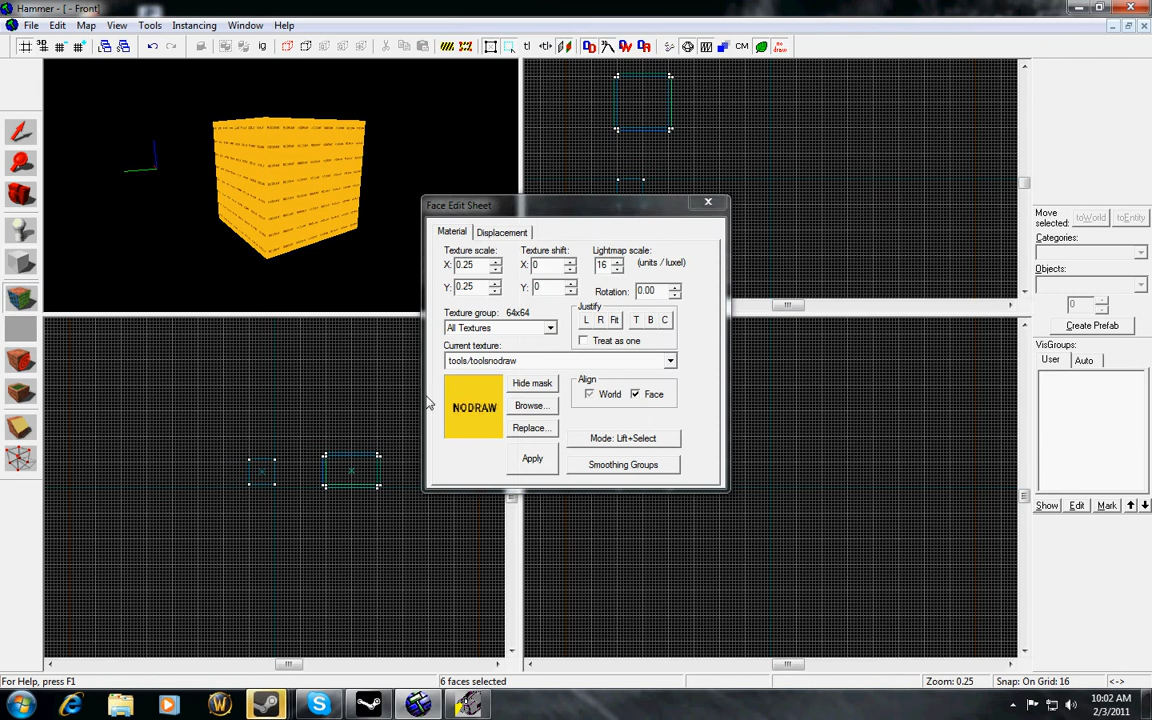 Hammer - [ - Front]
File Edit Map View Tools Instancing Window Help
Face Edit Sheet
Material Displacement
Texture scale: Texture shift: Lightmap scale:
X: 0.25 X: 0 16 (units / luxel)
Y: 0.25 Y: 0 Rotation: 0.00
Texture group: 64x64 Justify
All Textures L R Fit T B C
Current texture: Treat as one
tools/toolsnodraw
NODRAW
Hide mask
Browse...
Replace...
Apply
Align
World Face
Mode: Lift+Select
Smoothing Groups
Move selected:
toWorld toEntity
Categories:
Objects:
0
Create Prefab
VisGroups:
User Auto
Show Edit Mark
For Help, press F1
6 faces selected
Zoom: 0.25
Snap: On Grid: 16
<->
10:02 AM
2/3/2011